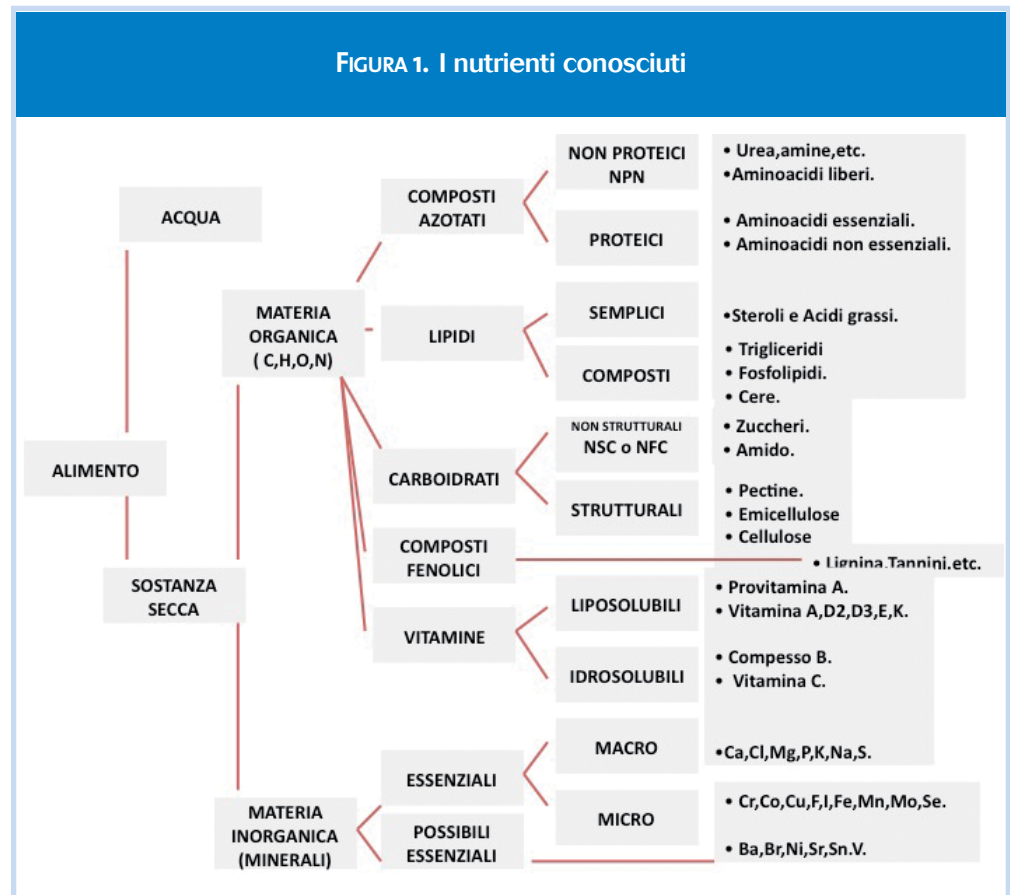 FIGURA 1. I nutrienti conosciuti
ACQUA
ALIMENTO
SOSTANZA
SECCA
MATERIA
ORGANICA
( C,H,O,N)
MATERIA
INORGANICA
(MINERALI)
COMPOSTI
AZOTATI
LIPIDI
CARBOIDRATI
COMPOSTI
FENOLICI
VITAMINE
ESSENZIALI
POSSIBILI
ESSENZIALI
NON PROTEICI
NPN
PROTEICI
SEMPLICI
COMPOSTI
NON STRUTTURALI
NSC o NFC
STRUTTURALI
LIPOSOLUBILI
IDROSOLUBILI
MACRO
MICRO
• Urea,amine,etc.
•Aminoacidi liberi.
• Aminoacidi essenziali.
• Aminoacidi non essenziali.
•Steroli e Acidi grassi.
• Trigliceridi
• Fosfolipidi.
• Cere.
• Zuccheri.
• Amido.
• Pectine.
• Emicellulose
• Cellulose
• Lignina,Tannini,etc.
• Provitamina A.
• Vitamina A,D2,D3,E,K.
• Compesso B.
• Vitamina C.
•Ca,Cl,Mg,P,K,Na,S.
• Cr,Co,Cu,F,I,Fe,Mn,Mo,Se.
• Ba,Br,Ni,Sr,Sn.V.